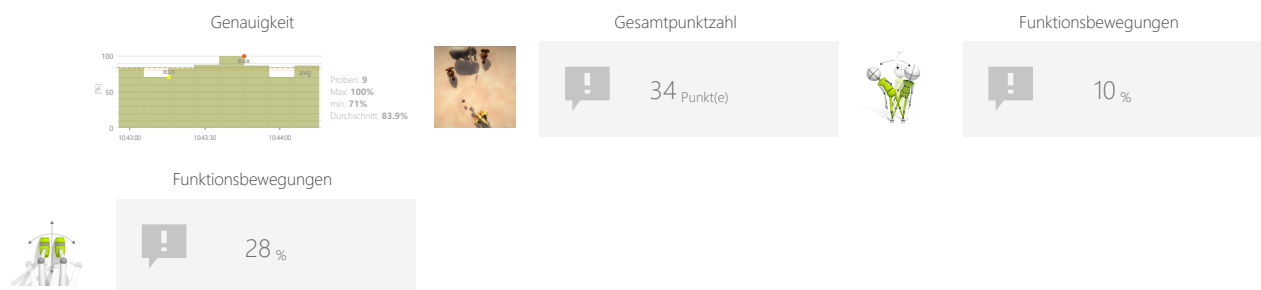 Genauigkeit
100
50
0
[%]
min
max
avg
10:43:00
10:43:30
10:44:00
Proben: 9
Max: 100%
min: 71%
Durchschnitt: 83.9%
Gesamtpunktzahl
34 Punkt(e)
Funktionsbewegungen
10 %
Funktionsbewegungen
28 %